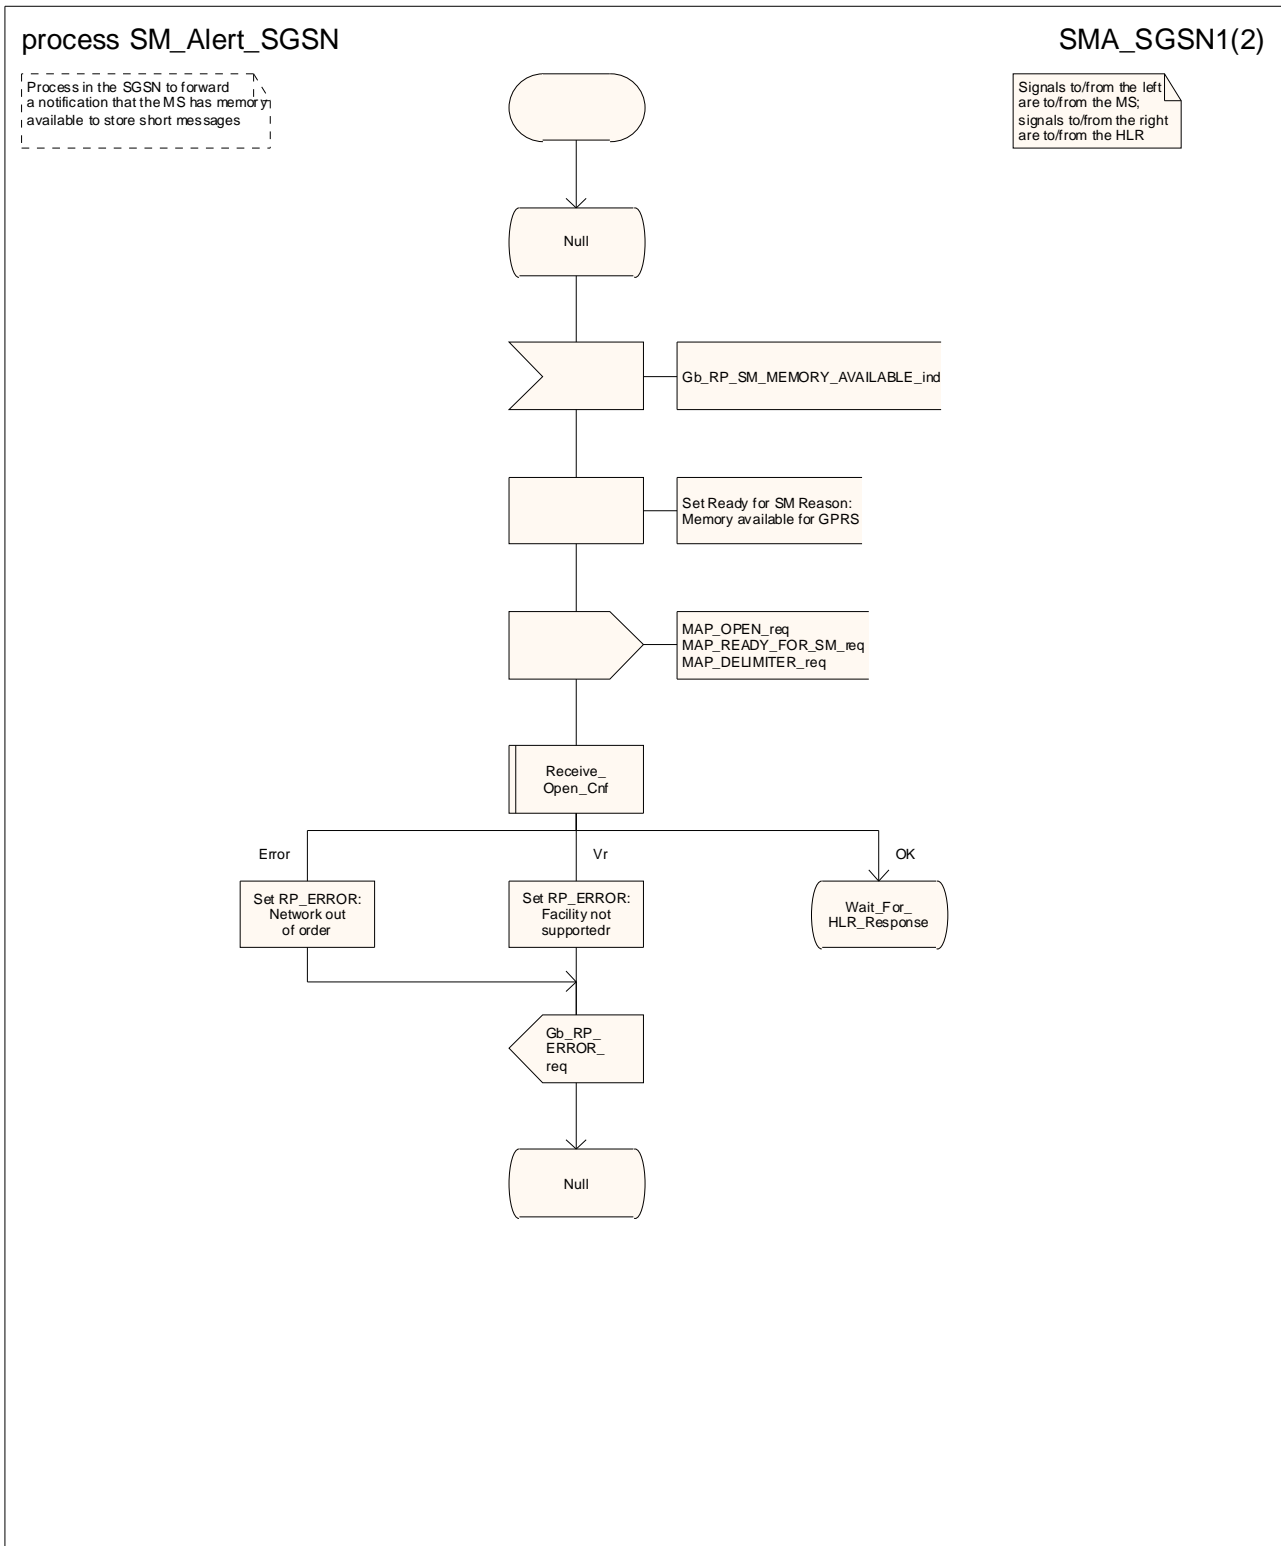 process SM_Alert_SGSN
SMA_SGSN1(2)
Process in the SGSN to forward
a notification that the MS has memory
available to store short messages
Signals to/from the left
are to/from the MS;
signals to/from the right
are to/from the HLR
Null
Gb_RP_SM_MEMORY_AVAILABLE_ind
Set Ready for SM Reason:
Memory available for GPRS
MAP_OPEN_req
MAP_READY_FOR_SM_req
MAP_DELIMITER_req
Receive_
Open_Cnf
Error
Vr
OK
Set RP_ERROR:
Network out
of order
Set RP_ERROR:
Facility not
supportedr
Wait_For_
HLR_Response
Gb_RP_
ERROR_
req
Null